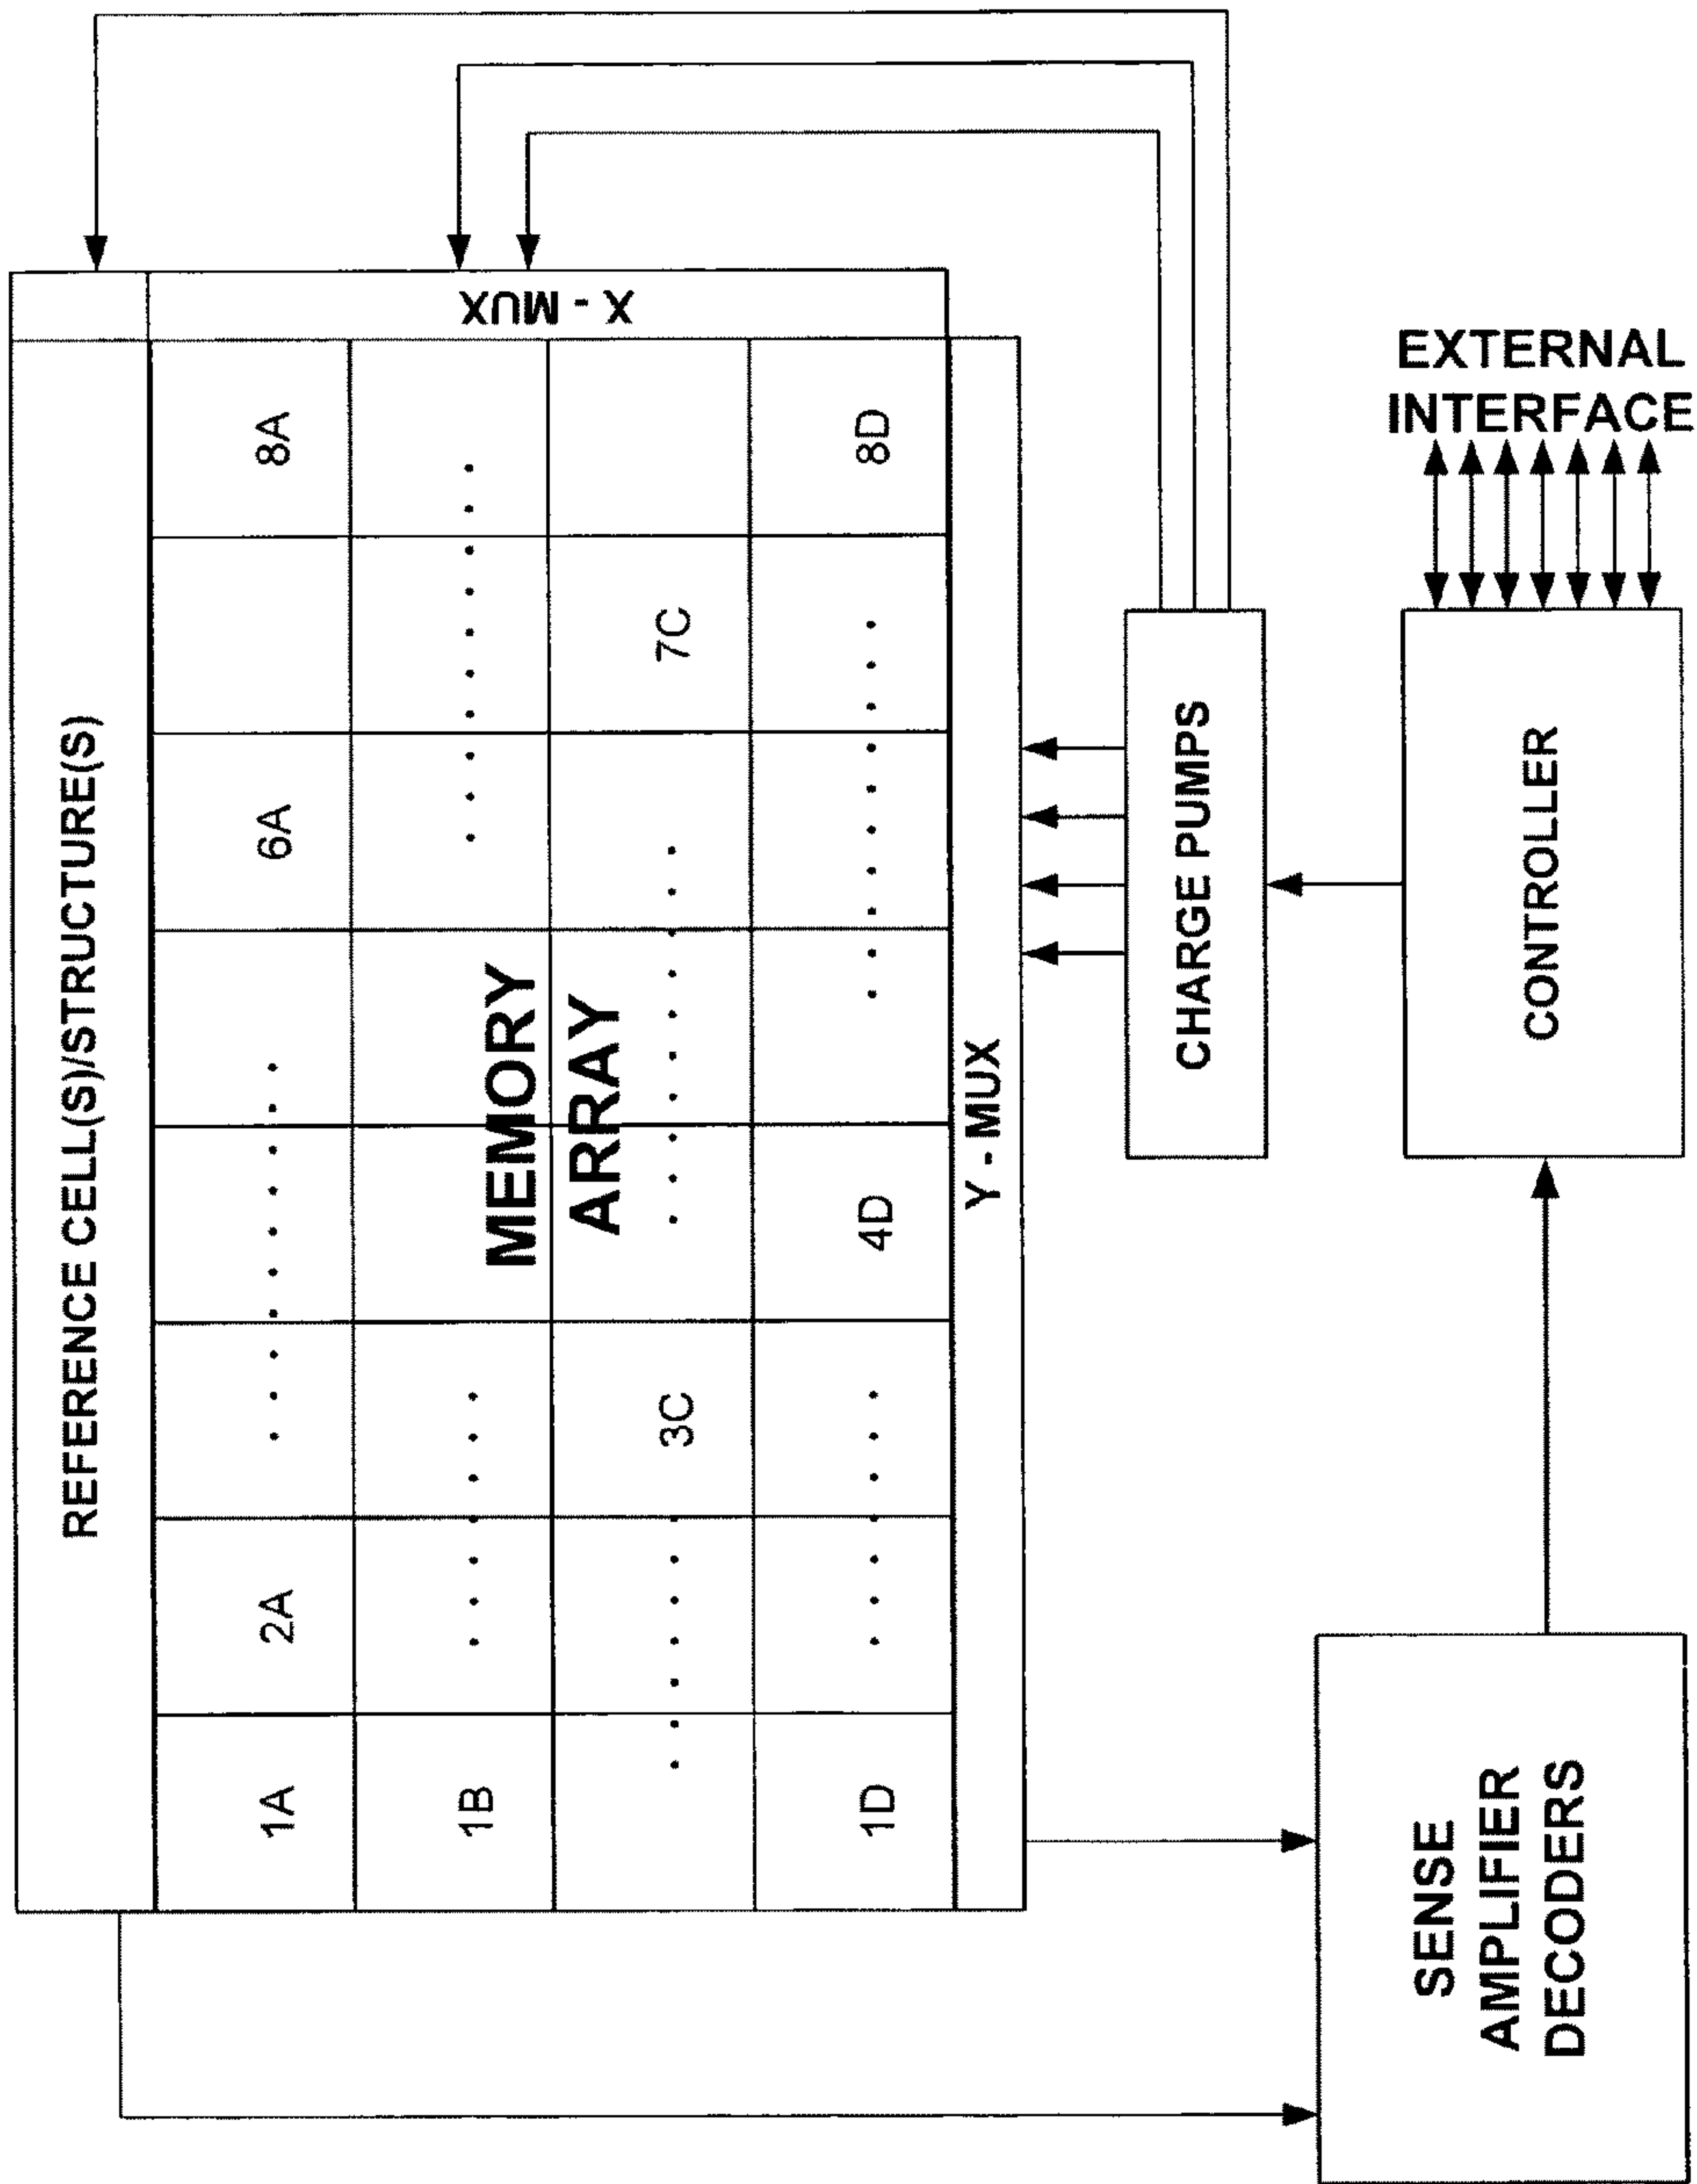 REFERENCE CELL(S)/STRUCTURE(S)
1A
2A
6A
8A
1B
MEMORY
ARRAY
3C
7C
1D
4D
8D
X - MUX
Y - MUX
CHARGE PUMPS
SENSE
AMPLIFIER
DECODERS
CONTROLLER
EXTERNAL
INTERFACE